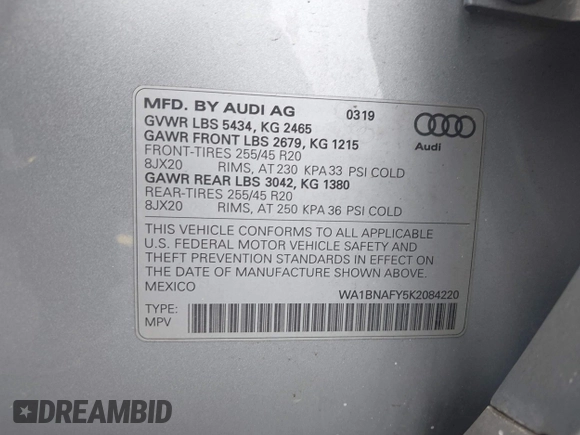 MFD. BY AUDI AG 0319
GVWR LBS 5434, KG 2465
GAWR FRONT LBS 2679, KG 1215
FRONT-TIRES 255/45 R20
8JX20 RIMS, AT 230 KPA 33 PSI COLD
GAWR REAR LBS 3042, KG 1380
REAR-TIRES 255/45 R20
8JX20 RIMS, AT 250 KPA 36 PSI COLD
Audi
THIS VEHICLE CONFORMS TO ALL APPLICABLE
U.S. FEDERAL MOTOR VEHICLE SAFETY AND
THEFT PREVENTION STANDARDS IN EFFECT ON
THE DATE OF MANUFACTURE SHOWN ABOVE.
MEXICO WA1BNAFY5K2084220
TYPE:
MPV
DREAMBID